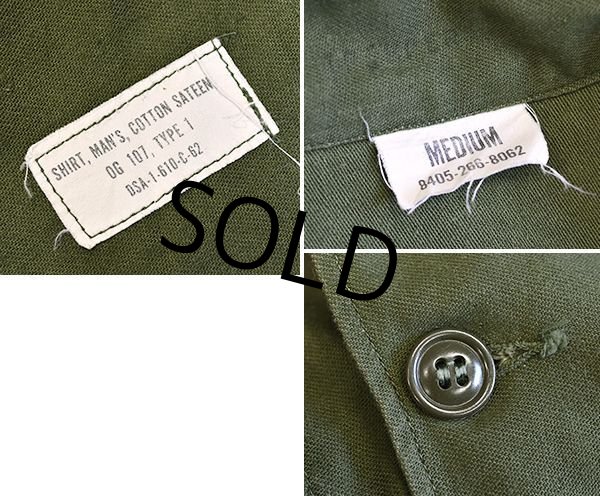 SHIRT, MAN'S, COTTON SATEEN
OG 107, TYPE 1
DSA-1-610-C-62
MEDIUM
8405-266-8062
SOLD